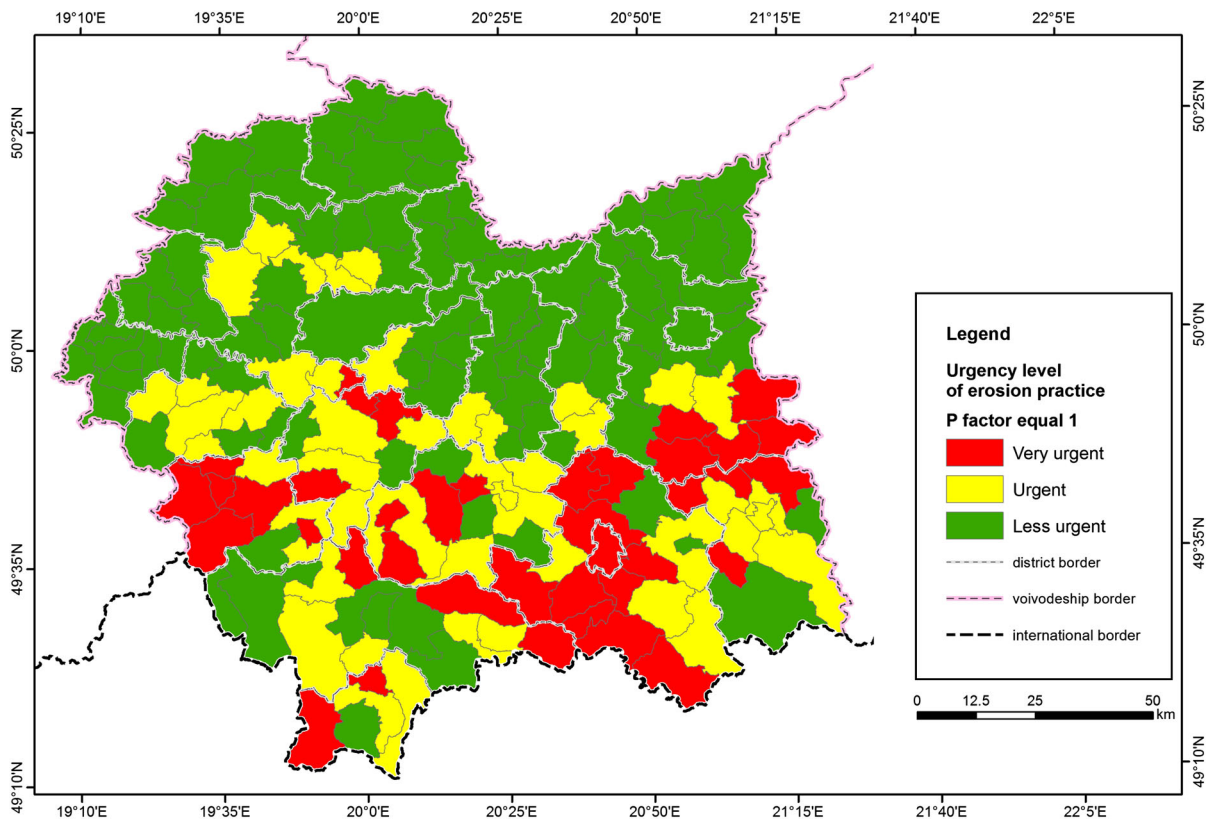 19°10'E 19°35'E 20°0'E 20°25'E 20°50'E 21°15'E 21°40'E 22°5'E
50°25'N 50°25'N
50°0'N 50°0'N
49°35'N 49°35'N
49°10'N 49°10'N
Legend
Urgency level
of erosion practice
P factor equal 1
Very urgent
Urgent
Less urgent
district border
voivodeship border
international border
0 12.5 25 50
km
19°10'E 19°35'E 20°0'E 20°25'E 20°50'E 21°15'E 21°40'E 22°5'E